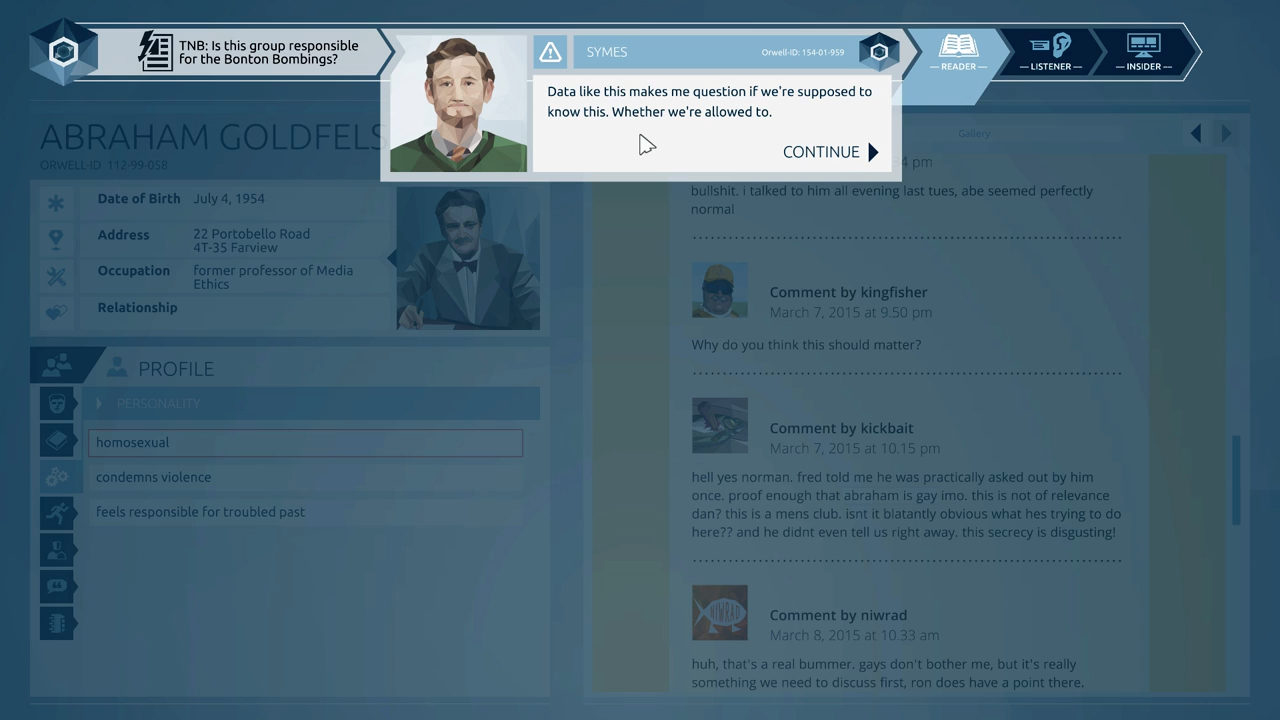 TNB: Is this group responsible
for the Bonton Bombings?
SYMES
Orwell-ID: 154-01-959
Data like this makes me question if we're supposed to
know this. Whether we're allowed to.
CONTINUE
— READER —
— LISTENER —
— INSIDER —
ABRAHAM GOLDFELS
ORWELL-ID 112-99-058
Date of Birth July 4, 1954
Address 22 Portobello Road
4T-35 Farview
Occupation former professor of Media
Ethics
Relationship
PROFILE
PERSONALITY
homosexual
condemns violence
feels responsible for troubled past
Gallery
4 pm
bullshit. i talked to him all evening last tues, abe seemed perfectly
normal
Comment by kingfisher
March 7, 2015 at 9.50 pm
Why do you think this should matter?
Comment by kickbait
March 7, 2015 at 10.15 pm
hell yes norman. fred told me he was practically asked out by him
once. proof enough that abraham is gay imo. this is not of relevance
dan? this is a mens club. isnt it blatantly obvious what hes trying to do
here?? and he didnt even tell us right away. this secrecy is disgusting!
NIWRAD
Comment by niwrad
March 8, 2015 at 10.33 am
huh, that's a real bummer. gays don't bother me, but it's really
something we need to discuss first, ron does have a point there.